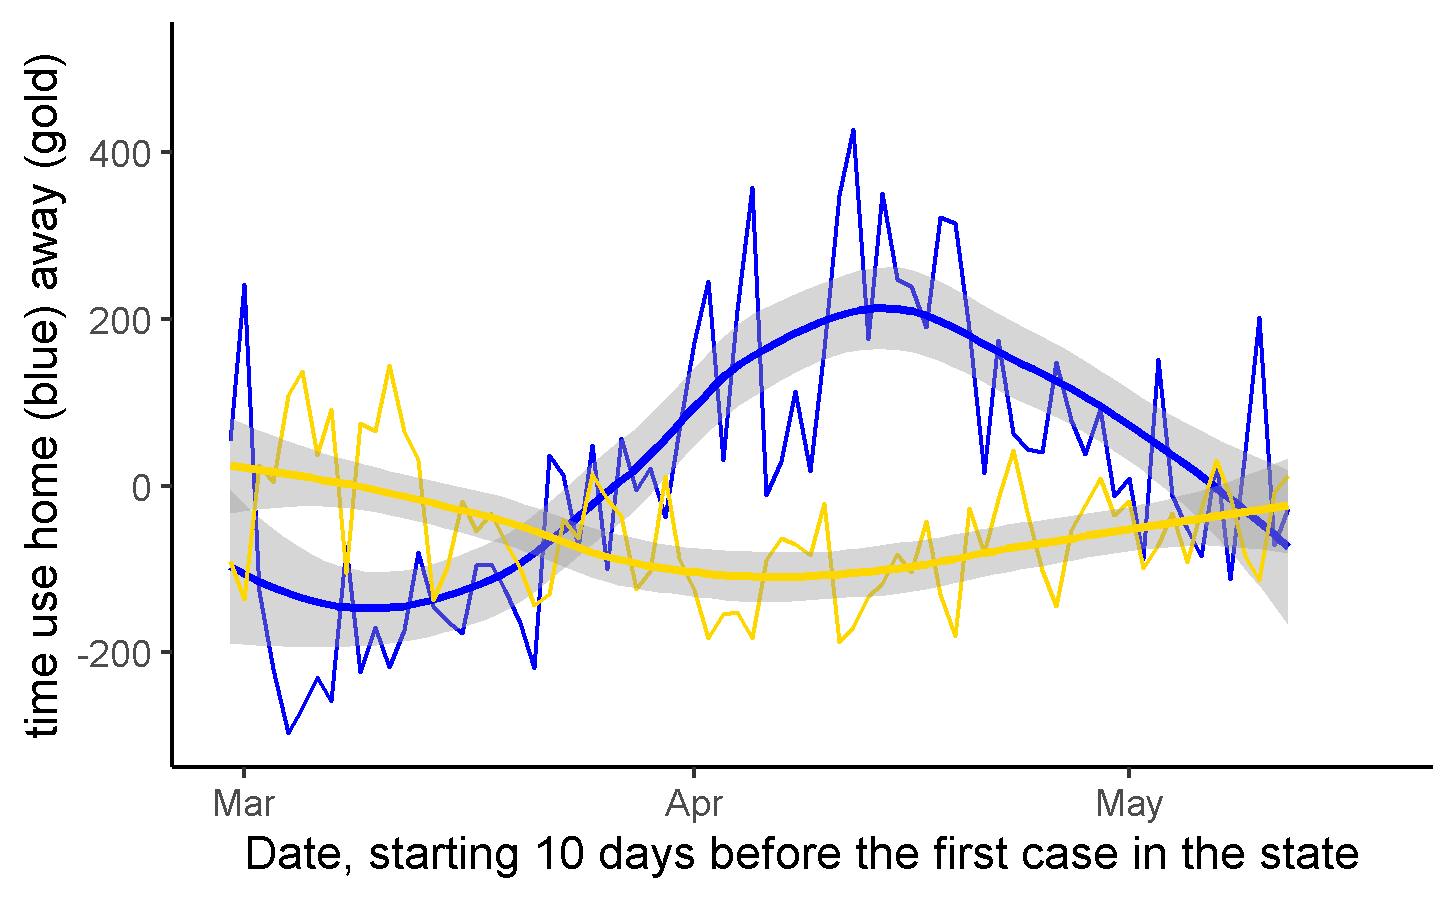 time use home (blue) away (gold)
400
200
0
-200
Mar Apr May
Date, starting 10 days before the first case in the state